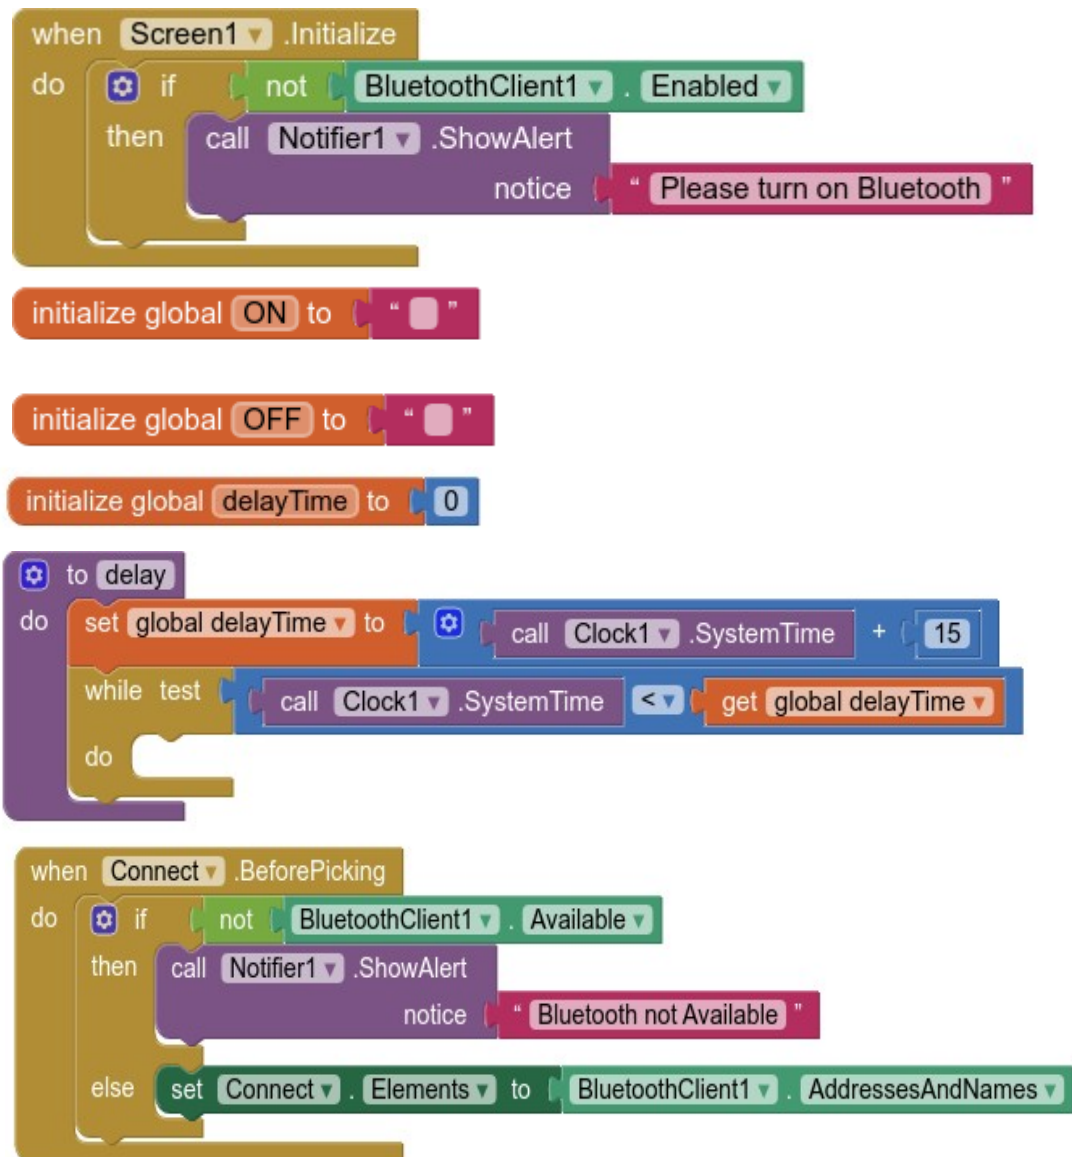 when Screen1 .Initialize
do if not BluetoothClient1 . Enabled
then call Notifier1 .ShowAlert
notice " Please turn on Bluetooth "
initialize global ON to " "
initialize global OFF to " "
initialize global delayTime to 0
to delay
do set global delayTime to call Clock1 .SystemTime + 15
while test call Clock1 .SystemTime < get global delayTime
do
when Connect .BeforePicking
do if not BluetoothClient1 . Available
then call Notifier1 .ShowAlert
notice " Bluetooth not Available "
else set Connect . Elements to BluetoothClient1 . AddressesAndNames